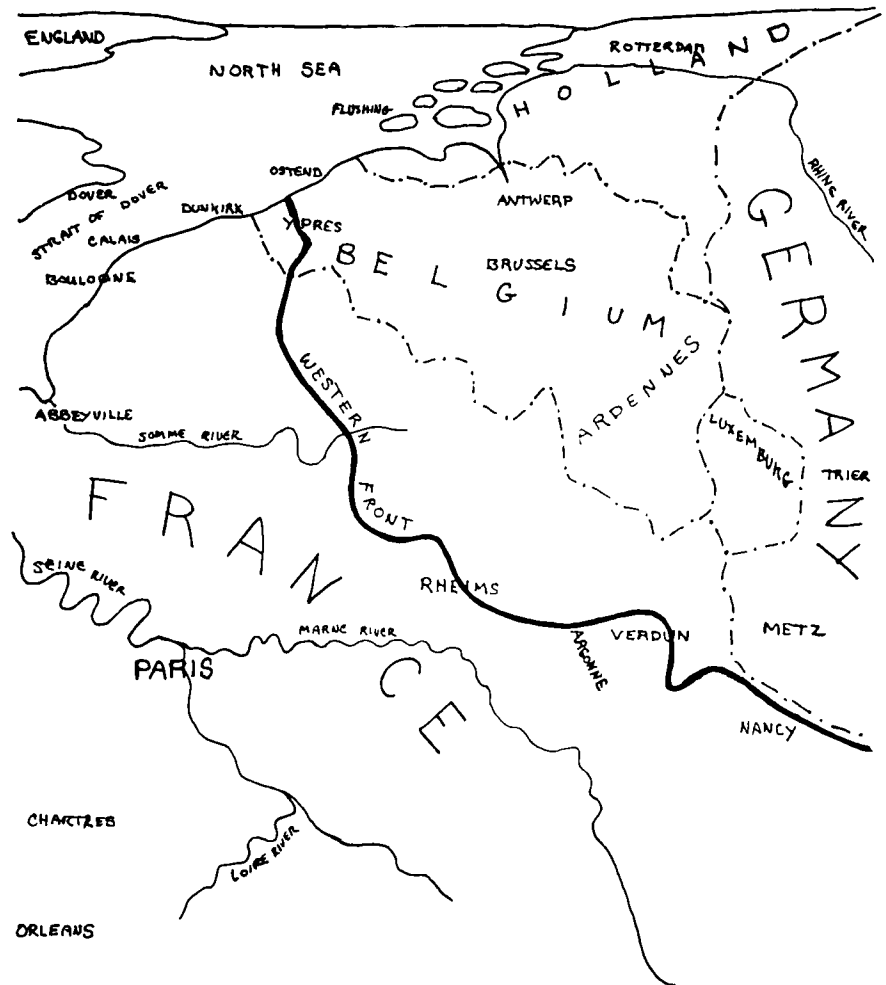 ENGLAND
NORTH SEA
ROTTERDAM
HOLLAND
FLUSHING
RHINE RIVER
OSTEND
DOVER
STRAIT OF DOVER
DUNKIRK
CALAIS
BOULOGNE
YPRES
ANTWERP
BRUSSELS
BELGIUM
GERMANY
ARDENNES
WESTERN FRONT
ABBEYVILLE
SOMME RIVER
LUXEMBURG
TRIER
FRANCE
SEINE RIVER
RHEIMS
MARNE RIVER
ARGONNE
VERDUN
METZ
PARIS
NANCY
CHARTRES
LOIRE RIVER
ORLEANS